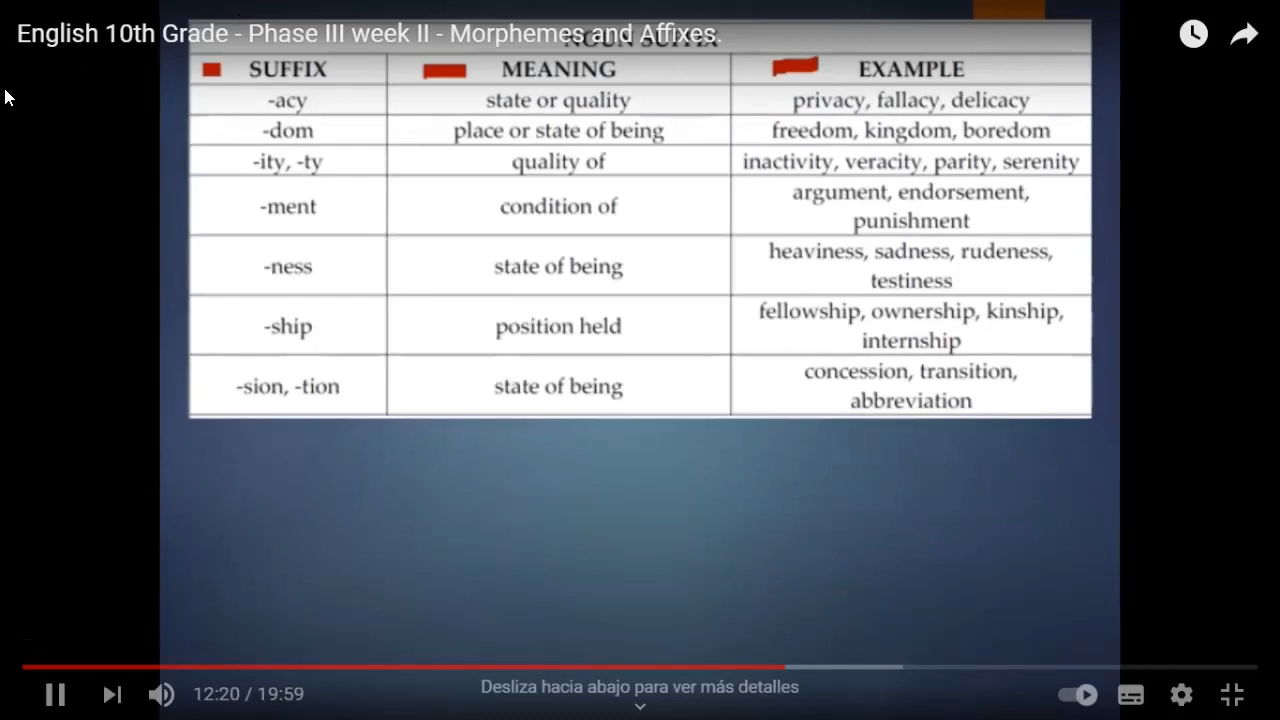 English 10th Grade - Phase III week II - Morphemes and Affixes.
NOUN SUFFIX
SUFFIX MEANING EXAMPLE
-acy state or quality privacy, fallacy, delicacy
-dom place or state of being freedom, kingdom, boredom
-ity, -ty quality of inactivity, veracity, parity, serenity
-ment condition of argument, endorsement,
punishment
-ness state of being heaviness, sadness, rudeness,
testiness
-ship position held fellowship, ownership, kinship,
internship
-sion, -tion state of being concession, transition,
abbreviation
12:20 / 19:59
Desliza hacia abajo para ver más detalles